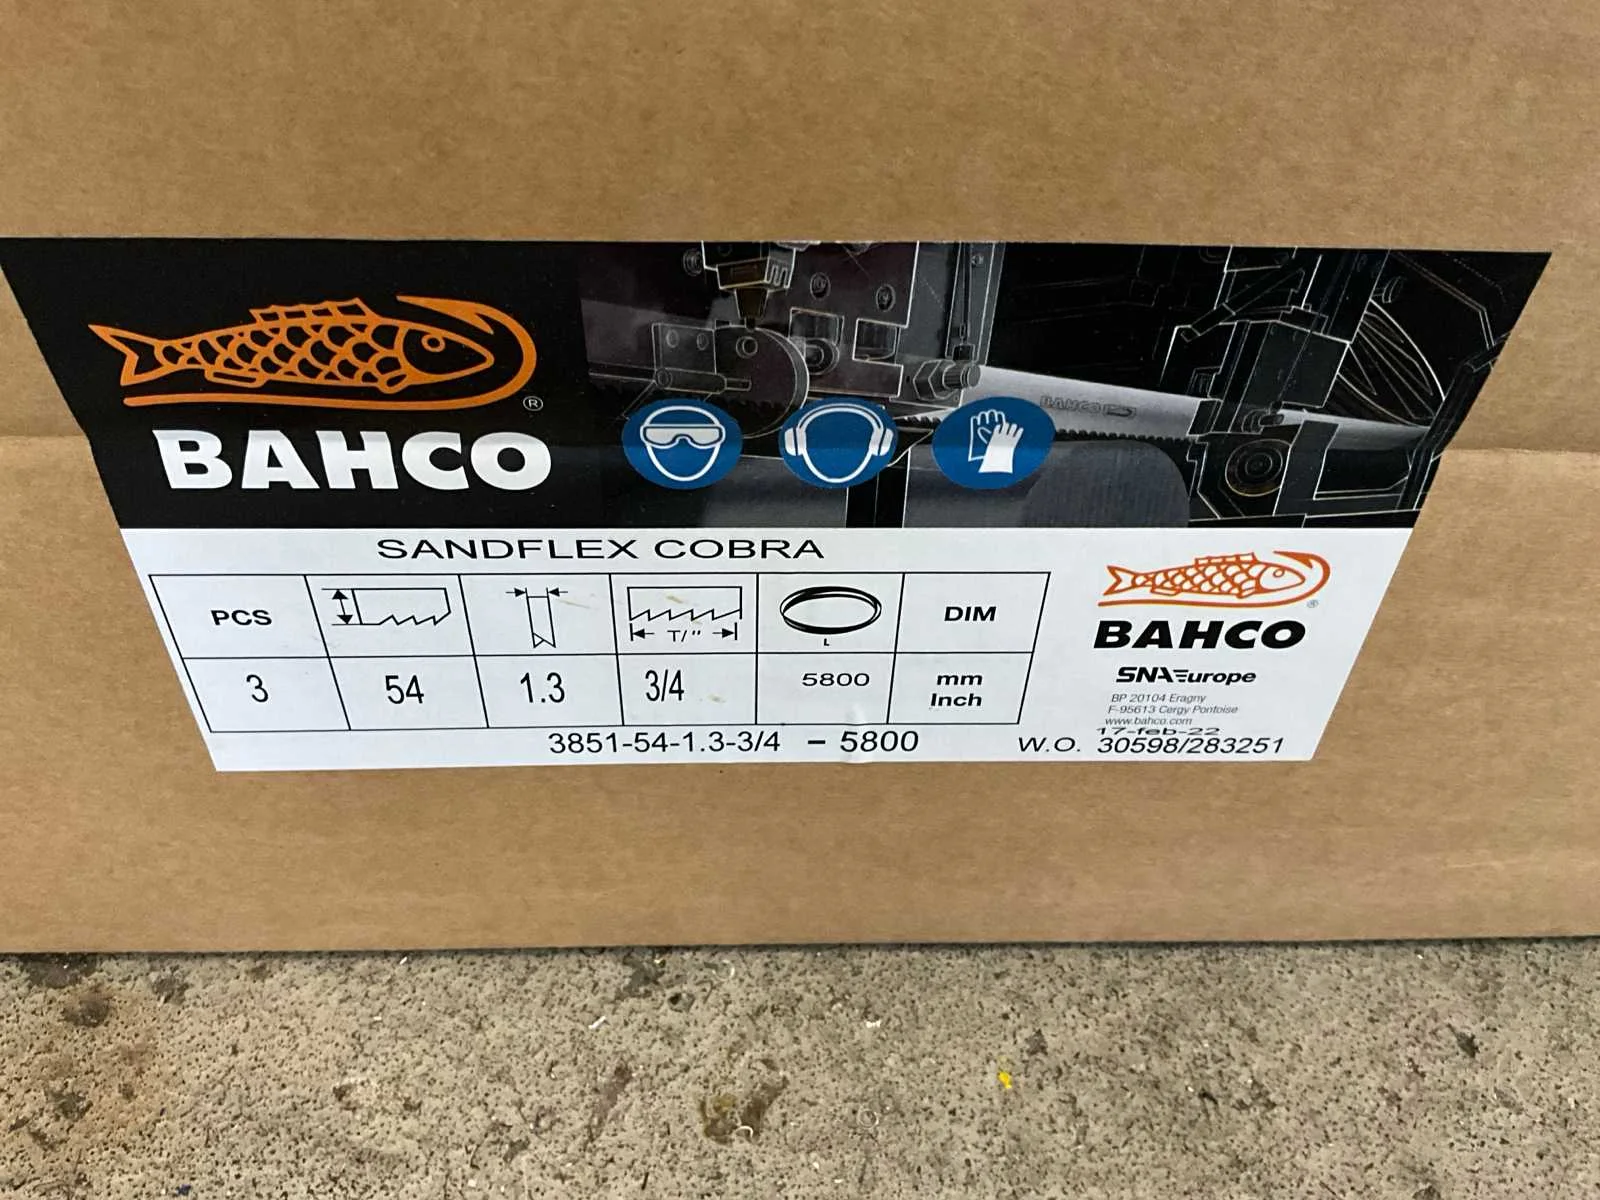 BAHCO
®
BAHCO
SANDFLEX COBRA
PCS
T/"
L
DIM
3
54
1.3
3/4
5800
mm
Inch
3851-54-1.3-3/4 - 5800
®
BAHCO
SNA Europe
BP 20104 Eragny
F-95613 Cergy Pontoise
www.bahco.com
17-feb-22
W.O. 30598/283251